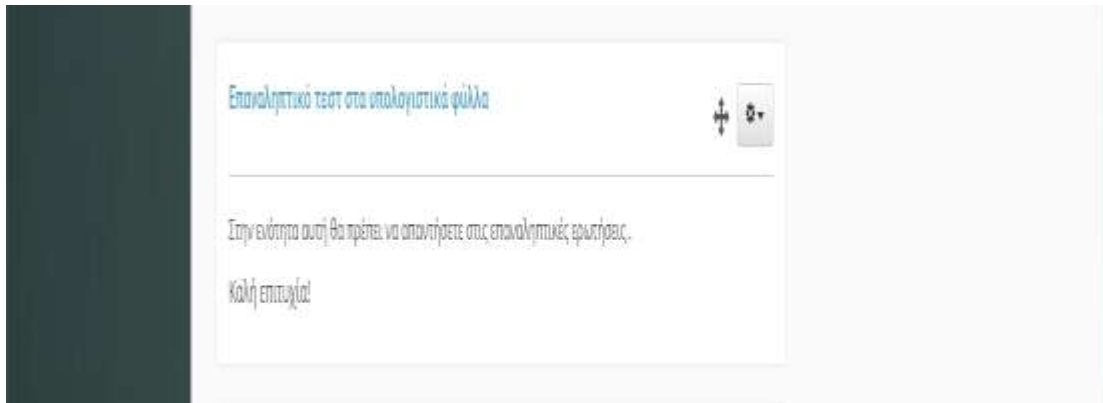 Επαναληπτικό τεστ στα υπολογιστικά φύλλα
Στην ενότητα αυτή θα πρέπει να απαντήσετε στις επαναληπτικές ερωτήσεις..
Καλή επιτυχία!